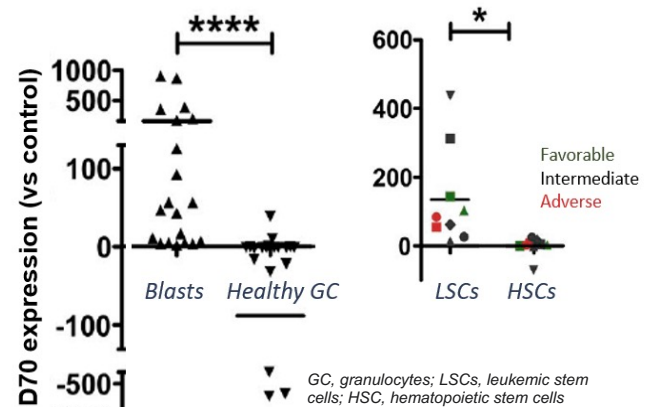 D70 expression (vs control)
****
1000
500
100
0
-100
-500
Blasts
Healthy GC
*
600
400
200
0
Favorable
Intermediate
Adverse
LSCs
HSCs
GC, granulocytes; LSCs, leukemic stem
cells; HSC, hematopoietic stem cells